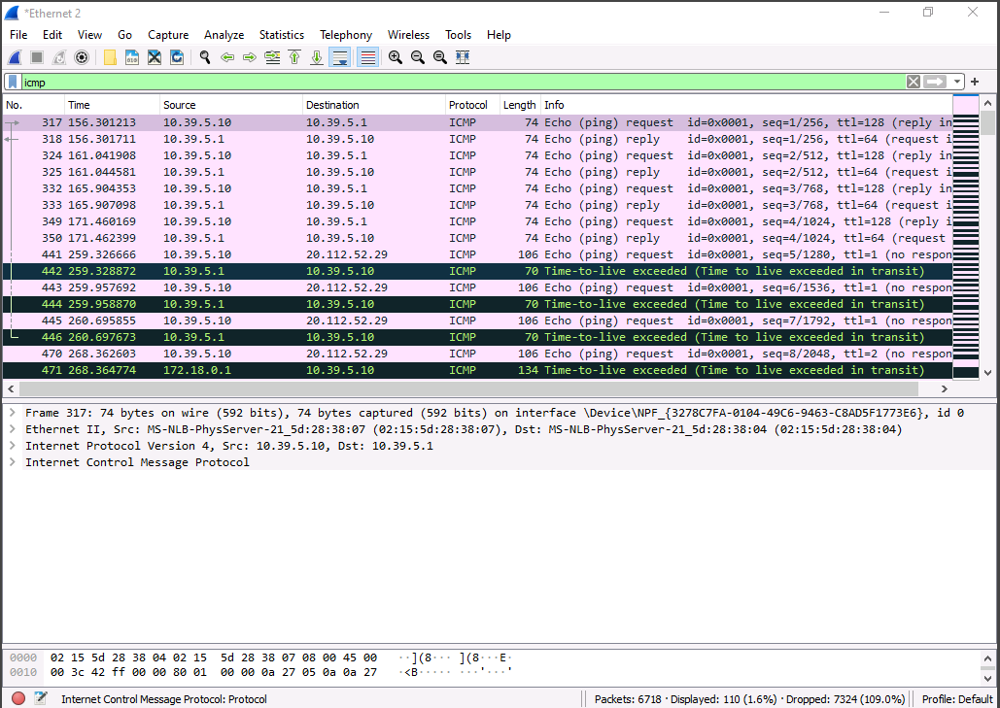 *Ethernet 2
File Edit View Go Capture Analyze Statistics Telephony Wireless Tools Help
icmp
No. Time Source Destination Protocol Length Info
317 156.301213 10.39.5.10 10.39.5.1 ICMP 74 Echo (ping) request id=0x0001, seq=1/256, ttl=128 (reply in
318 156.301711 10.39.5.1 10.39.5.10 ICMP 74 Echo (ping) reply id=0x0001, seq=1/256, ttl=64 (request i
324 161.041908 10.39.5.10 10.39.5.1 ICMP 74 Echo (ping) request id=0x0001, seq=2/512, ttl=128 (reply in
325 161.044581 10.39.5.1 10.39.5.10 ICMP 74 Echo (ping) reply id=0x0001, seq=2/512, ttl=64 (request i
332 165.904353 10.39.5.10 10.39.5.1 ICMP 74 Echo (ping) request id=0x0001, seq=3/768, ttl=128 (reply in
333 165.907098 10.39.5.1 10.39.5.10 ICMP 74 Echo (ping) reply id=0x0001, seq=3/768, ttl=64 (request i
349 171.460169 10.39.5.10 10.39.5.1 ICMP 74 Echo (ping) request id=0x0001, seq=4/1024, ttl=128 (reply i
350 171.462399 10.39.5.1 10.39.5.10 ICMP 74 Echo (ping) reply id=0x0001, seq=4/1024, ttl=64 (request
441 259.326666 10.39.5.10 20.112.52.29 ICMP 106 Echo (ping) request id=0x0001, seq=5/1280, ttl=1 (no respon
442 259.328872 10.39.5.1 10.39.5.10 ICMP 70 Time-to-live exceeded (Time to live exceeded in transit)
443 259.957692 10.39.5.10 20.112.52.29 ICMP 106 Echo (ping) request id=0x0001, seq=6/1536, ttl=1 (no respon
444 259.958870 10.39.5.1 10.39.5.10 ICMP 70 Time-to-live exceeded (Time to live exceeded in transit)
445 260.695855 10.39.5.10 20.112.52.29 ICMP 106 Echo (ping) request id=0x0001, seq=7/1792, ttl=1 (no respon
446 260.697673 10.39.5.1 10.39.5.10 ICMP 70 Time-to-live exceeded (Time to live exceeded in transit)
470 268.362603 10.39.5.10 20.112.52.29 ICMP 106 Echo (ping) request id=0x0001, seq=8/2048, ttl=2 (no respon
471 268.364774 172.18.0.1 10.39.5.10 ICMP 134 Time-to-live exceeded (Time to live exceeded in transit)
Frame 317: 74 bytes on wire (592 bits), 74 bytes captured (592 bits) on interface \Device\NPF_{3278C7FA-0104-49C6-9463-C8AD5F1773E6}, id 0
Ethernet II, Src: MS-NLB-PhysServer-21_5d:28:38:07 (02:15:5d:28:38:07), Dst: MS-NLB-PhysServer-21_5d:28:38:04 (02:15:5d:28:38:04)
Internet Protocol Version 4, Src: 10.39.5.10, Dst: 10.39.5.1
Internet Control Message Protocol
0000 02 15 5d 28 38 04 02 15 5d 28 38 07 08 00 45 00 ··](8··· ](8···E·
0010 00 3c 42 ff 00 00 80 01 00 00 0a 27 05 0a 0a 27 ·<B····· ···'···'
Internet Control Message Protocol: Protocol
Packets: 6718 · Displayed: 110 (1.6%) · Dropped: 7324 (109.0%)
Profile: Default